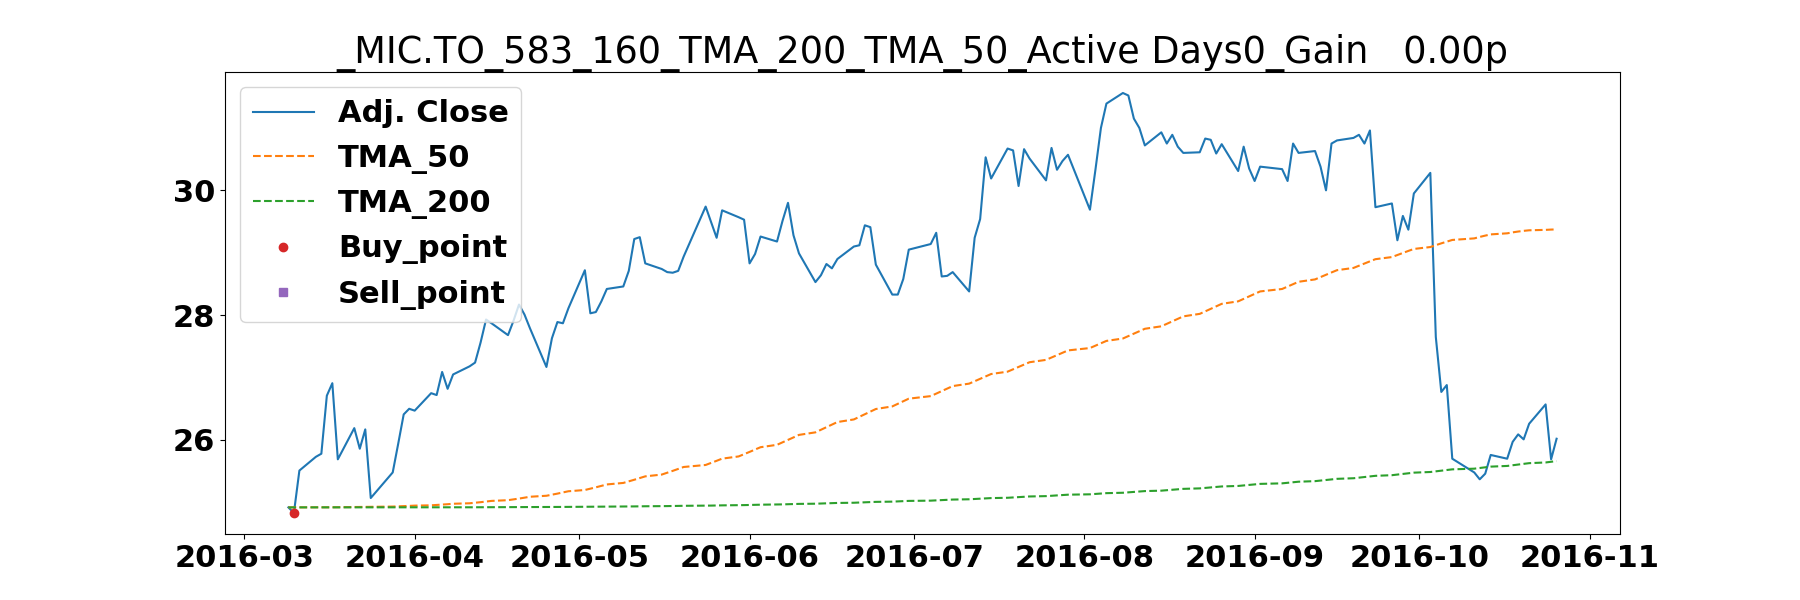 _MIC.TO_583_160_TMA_200_TMA_50_Active Days0_Gain   0.00p
Adj. Close
TMA_50
TMA_200
Buy_point
Sell_point
30
28
26
2016-03 2016-04 2016-05 2016-06 2016-07 2016-08 2016-09 2016-10 2016-11